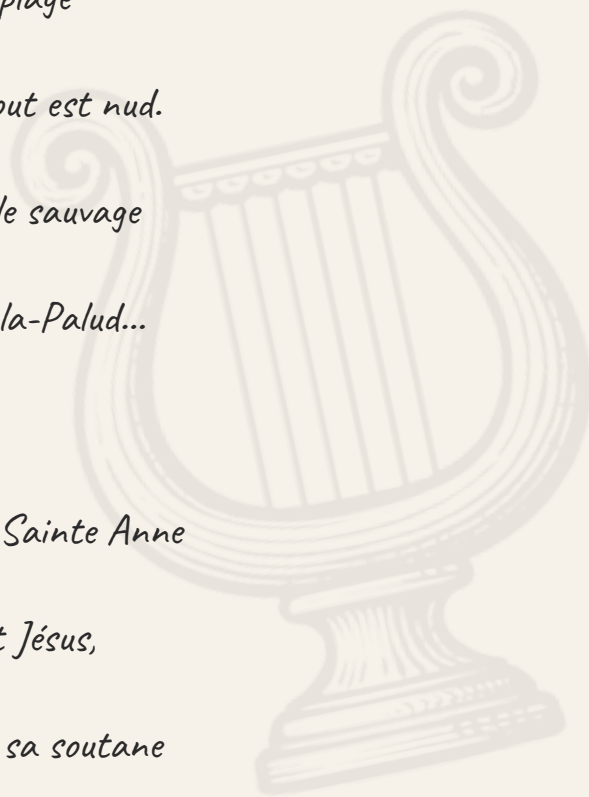 plage
out est nud.
le sauvage
la-Palud...
Sainte Anne
t Jésus,
sa soutane